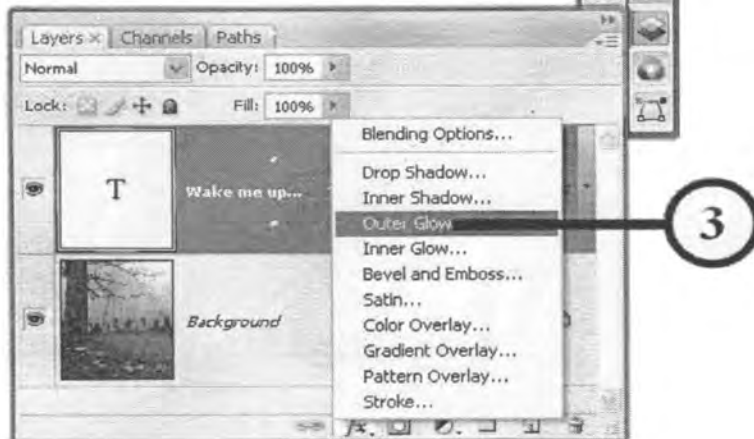 Layers × Channels Paths
Normal Opacity: 100%
Lock: Fill: 100%
T Wake me up...
Background
Blending Options...
Drop Shadow...
Inner Shadow...
Outer Glow
Inner Glow...
Bevel and Emboss...
Satin...
Color Overlay...
Gradient Overlay...
Pattern Overlay...
Stroke...
fx.
3